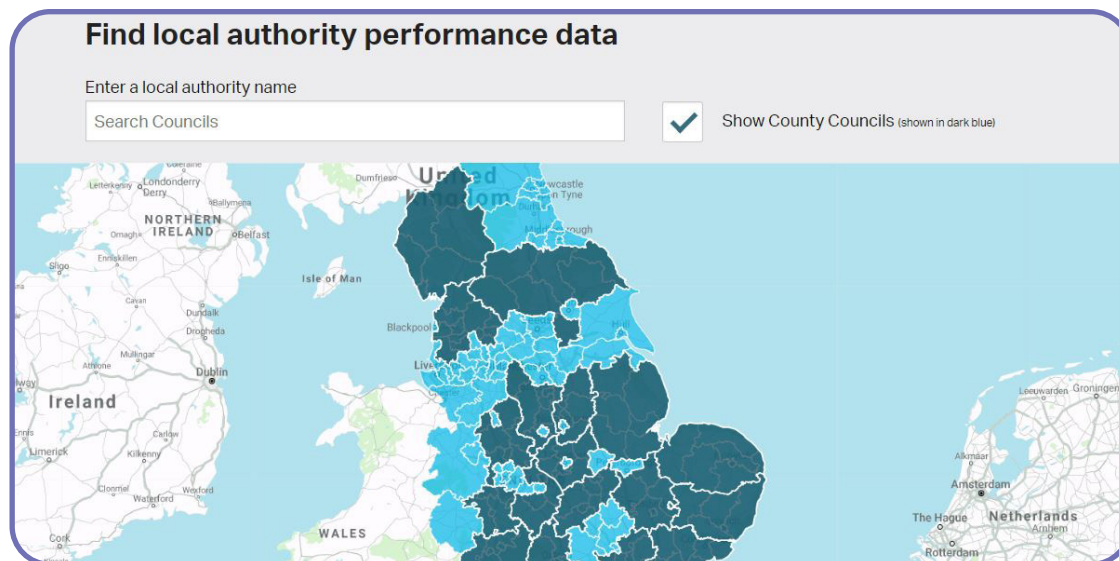 Find local authority performance data
Enter a local authority name
Search Councils
Show County Councils (shown in dark blue)
Coleraine
Letterkenny
Londonderry
Derry
Ballymena
NORTHERN
IRELAND
Omagh
Belfast
Enniskillen
Sligo
Dumfries
United
Kingdom
Isle of Man
Cavan
Dundalk
Drogheda
Mullingar
Athlone
Dublin
Ireland
Blackpool
Hull
Ennis
Carlow
Limerick
Kilkenny
Clonmel
Wexford
Waterford
Cork
WALES
Leeuwarden
Groningen
Alkmaar
Amsterdam
The Hague
Netherlands
Arnhem
Rotterdam